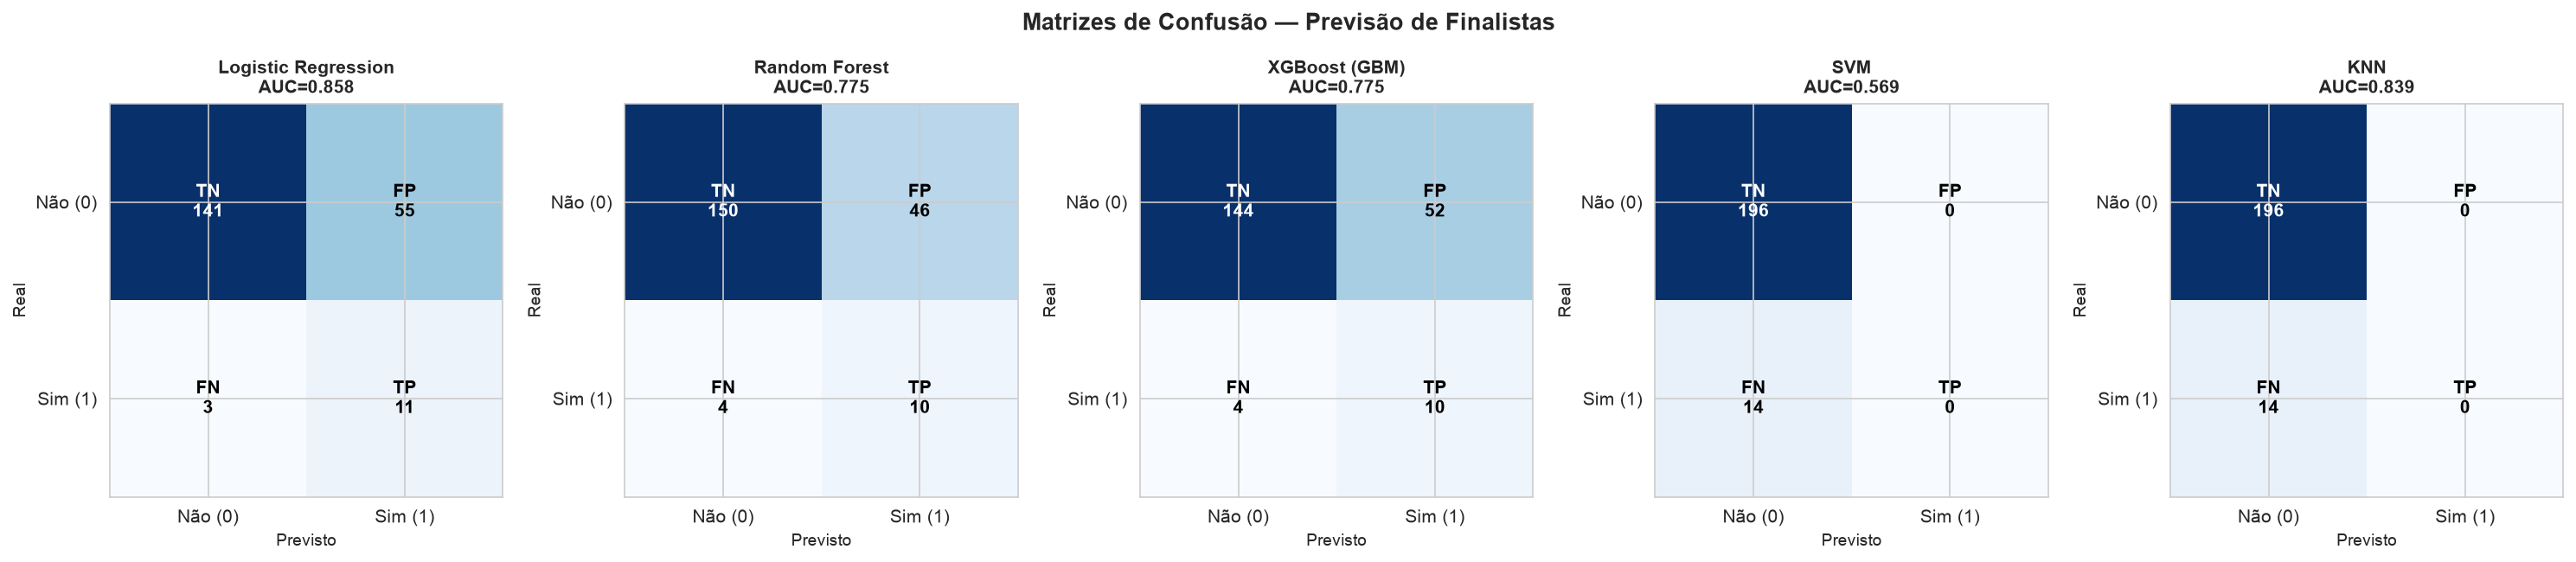 Matrizes de Confusão — Previsão de Finalistas
Logistic Regression
AUC=0.858
Real
Não (0)
Sim (1)
TN
141
FP
55
FN
3
TP
11
Não (0)
Sim (1)
Previsto
Random Forest
AUC=0.775
Real
Não (0)
Sim (1)
TN
150
FP
46
FN
4
TP
10
Não (0)
Sim (1)
Previsto
XGBoost (GBM)
AUC=0.775
Real
Não (0)
Sim (1)
TN
144
FP
52
FN
4
TP
10
Não (0)
Sim (1)
Previsto
SVM
AUC=0.569
Real
Não (0)
Sim (1)
TN
196
FP
0
FN
14
TP
0
Não (0)
Sim (1)
Previsto
KNN
AUC=0.839
Real
Não (0)
Sim (1)
TN
196
FP
0
FN
14
TP
0
Não (0)
Sim (1)
Previsto